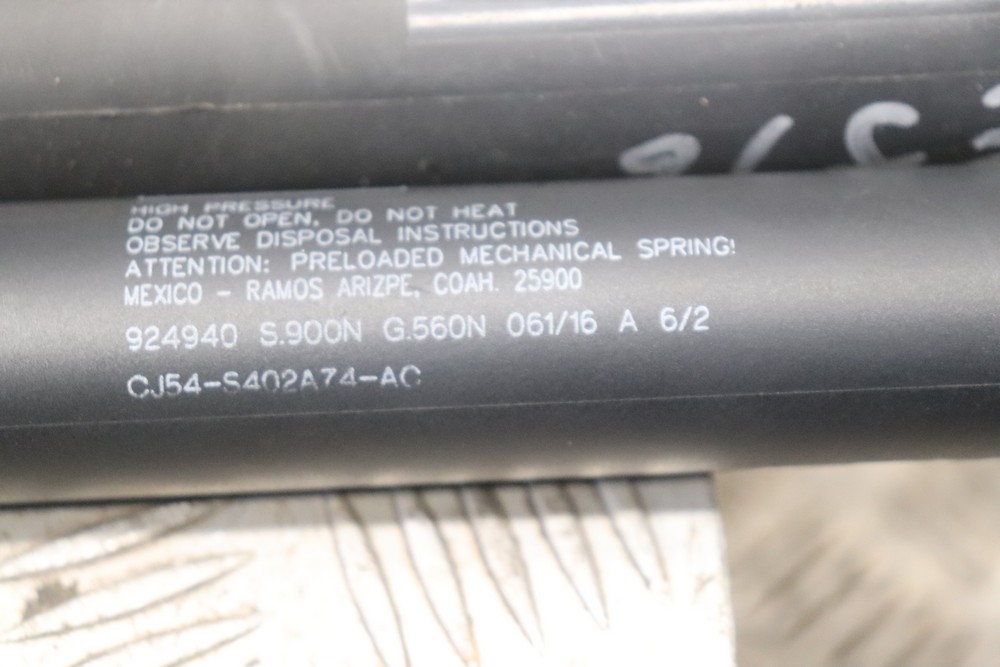 HIGH PRESSURE
DO NOT OPEN, DO NOT HEAT
OBSERVE DISPOSAL INSTRUCTIONS
ATTENTION: PRELOADED MECHANICAL SPRING!
MEXICO - RAMOS ARIZPE, COAH. 25900
924940 S.900N G.560N 061/16 A 6/2
CJ54-S402A74-AC